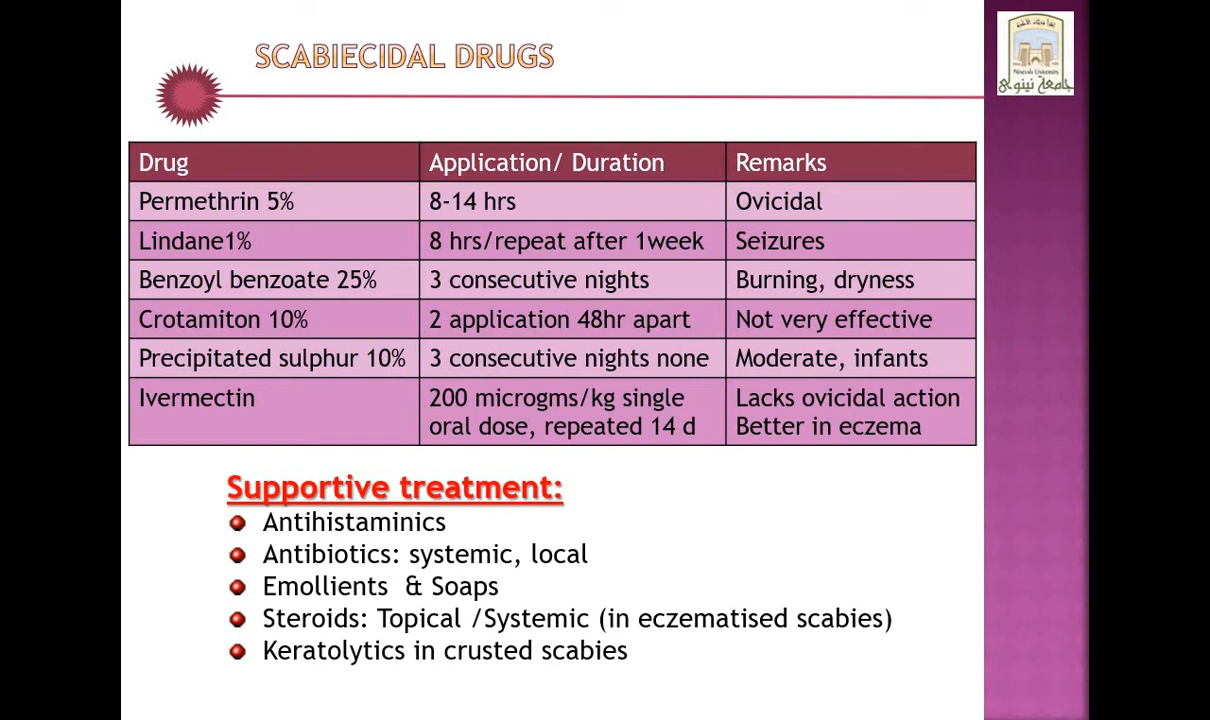 SCABIECIDAL DRUGS
Nineveh University
جامعة نينوى
Drug Application/ Duration Remarks
Permethrin 5% 8-14 hrs Ovicidal
Lindane1% 8 hrs/repeat after 1week Seizures
Benzoyl benzoate 25% 3 consecutive nights Burning, dryness
Crotamiton 10% 2 application 48hr apart Not very effective
Precipitated sulphur 10% 3 consecutive nights none Moderate, infants
Ivermectin 200 microgms/kg single Lacks ovicidal action
oral dose, repeated 14 d Better in eczema
Supportive treatment:
Antihistaminics
Antibiotics: systemic, local
Emollients & Soaps
Steroids: Topical /Systemic (in eczematised scabies)
Keratolytics in crusted scabies